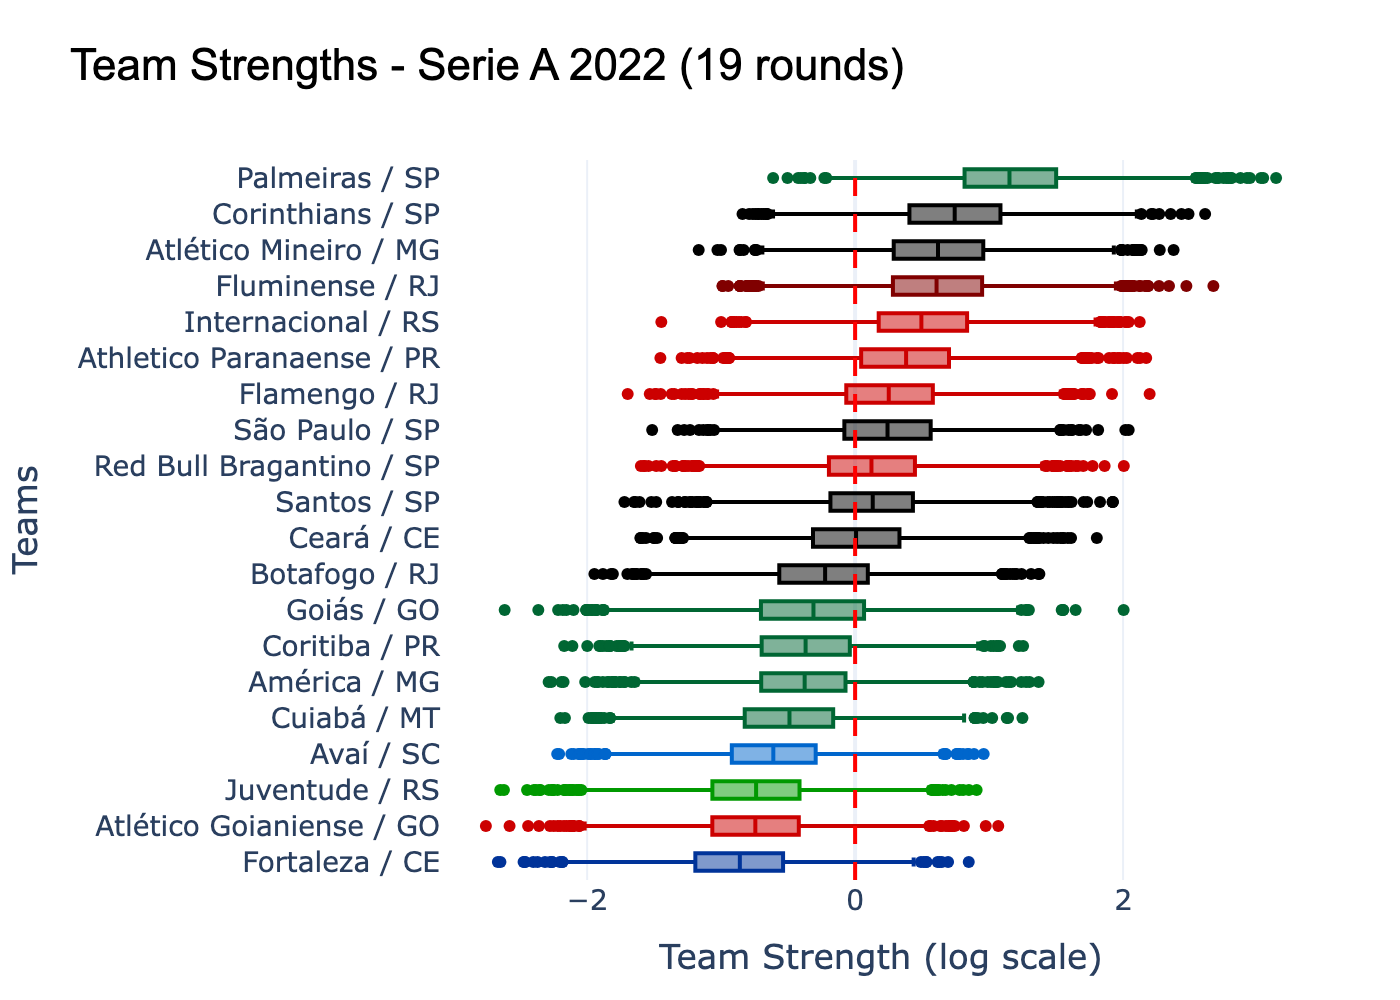 Team Strengths - Serie A 2022 (19 rounds)
Teams
Palmeiras / SP
Corinthians / SP
Atlético Mineiro / MG
Fluminense / RJ
Internacional / RS
Athletico Paranaense / PR
Flamengo / RJ
São Paulo / SP
Red Bull Bragantino / SP
Santos / SP
Ceará / CE
Botafogo / RJ
Goiás / GO
Coritiba / PR
América / MG
Cuiabá / MT
Avaí / SC
Juventude / RS
Atlético Goianiense / GO
Fortaleza / CE
−2 0 2
Team Strength (log scale)